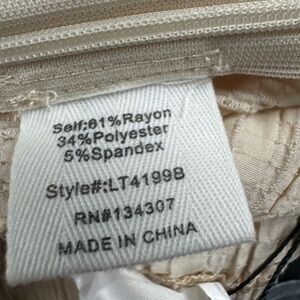 Self:61%Rayon
34%Polyester
5%Spandex
Style#:LT4199B
RN#134307
MADE IN CHINA